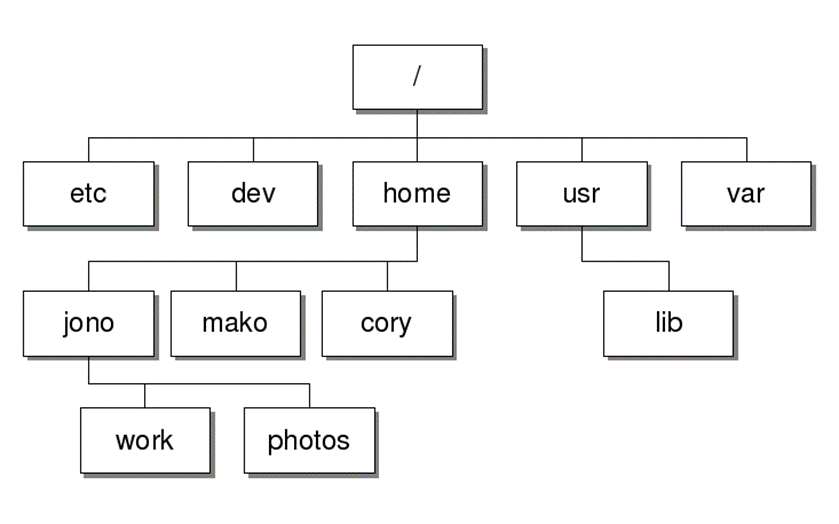 /
etc dev home usr var
jono mako cory lib
work photos